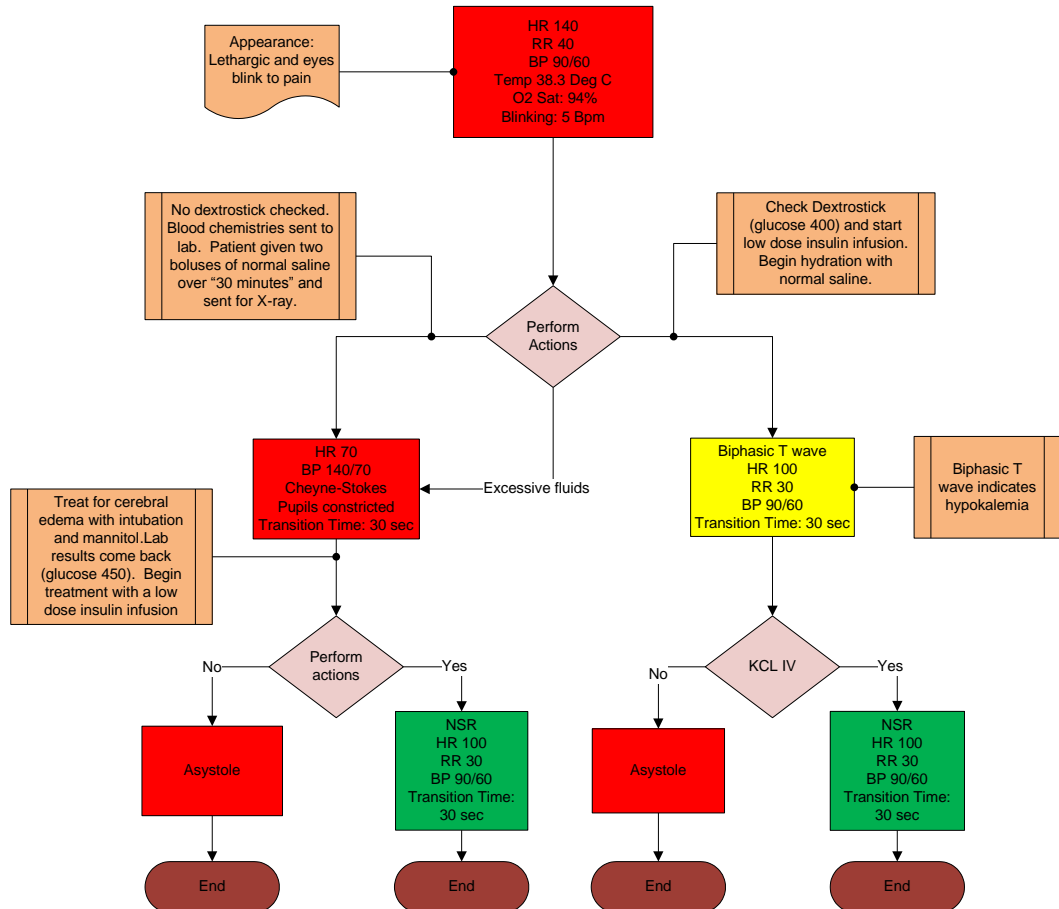 Appearance:
Lethargic and eyes
blink to pain
HR 140
RR 40
BP 90/60
Temp 38.3 Deg C
O2 Sat: 94%
Blinking: 5 Bpm
No dextrostick checked.
Blood chemistries sent to
lab. Patient given two
boluses of normal saline
over “30 minutes” and
sent for X-ray.
Check Dextrostick
(glucose 400) and start
low dose insulin infusion.
Begin hydration with
normal saline.
Perform
Actions
HR 70
BP 140/70
Cheyne-Stokes
Pupils constricted
Transition Time: 30 sec
Excessive fluids
Biphasic T wave
HR 100
RR 30
BP 90/60
Transition Time: 30 sec
Biphasic T
wave indicates
hypokalemia
Treat for cerebral
edema with intubation
and mannitol.Lab
results come back
(glucose 450). Begin
treatment with a low
dose insulin infusion
No
Perform
actions
Yes
No
KCL IV
Yes
Asystole
NSR
HR 100
RR 30
BP 90/60
Transition Time:
30 sec
Asystole
NSR
HR 100
RR 30
BP 90/60
Transition Time:
30 sec
End
End
End
End